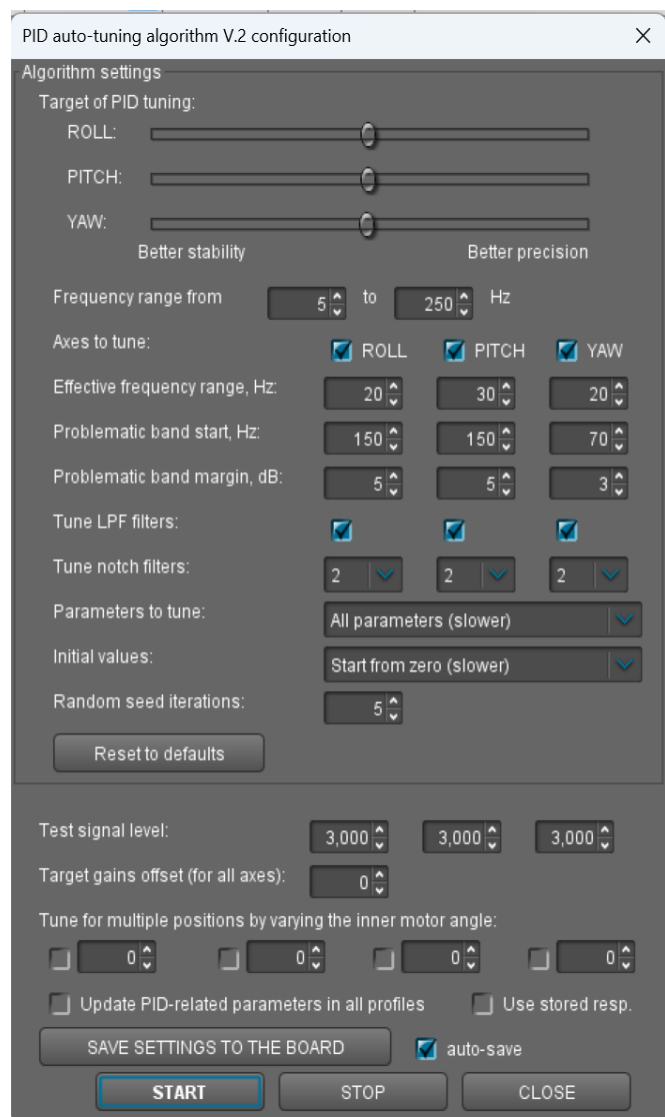 PID auto-tuning algorithm V.2 configuration
Algorithm settings
Target of PID tuning:
ROLL:
PITCH:
YAW:
Better stability Better precision
Frequency range from 5 to 250 Hz
Axes to tune: ROLL PITCH YAW
Effective frequency range, Hz: 20 30 20
Problematic band start, Hz: 150 150 70
Problematic band margin, dB: 5 5 3
Tune LPF filters:
Tune notch filters: 2 2 2
Parameters to tune: All parameters (slower)
Initial values: Start from zero (slower)
Random seed iterations: 5
Reset to defaults
Test signal level: 3,000 3,000 3,000
Target gains offset (for all axes): 0
Tune for multiple positions by varying the inner motor angle:
0 0 0 0
Update PID-related parameters in all profiles Use stored resp.
SAVE SETTINGS TO THE BOARD auto-save
START STOP CLOSE